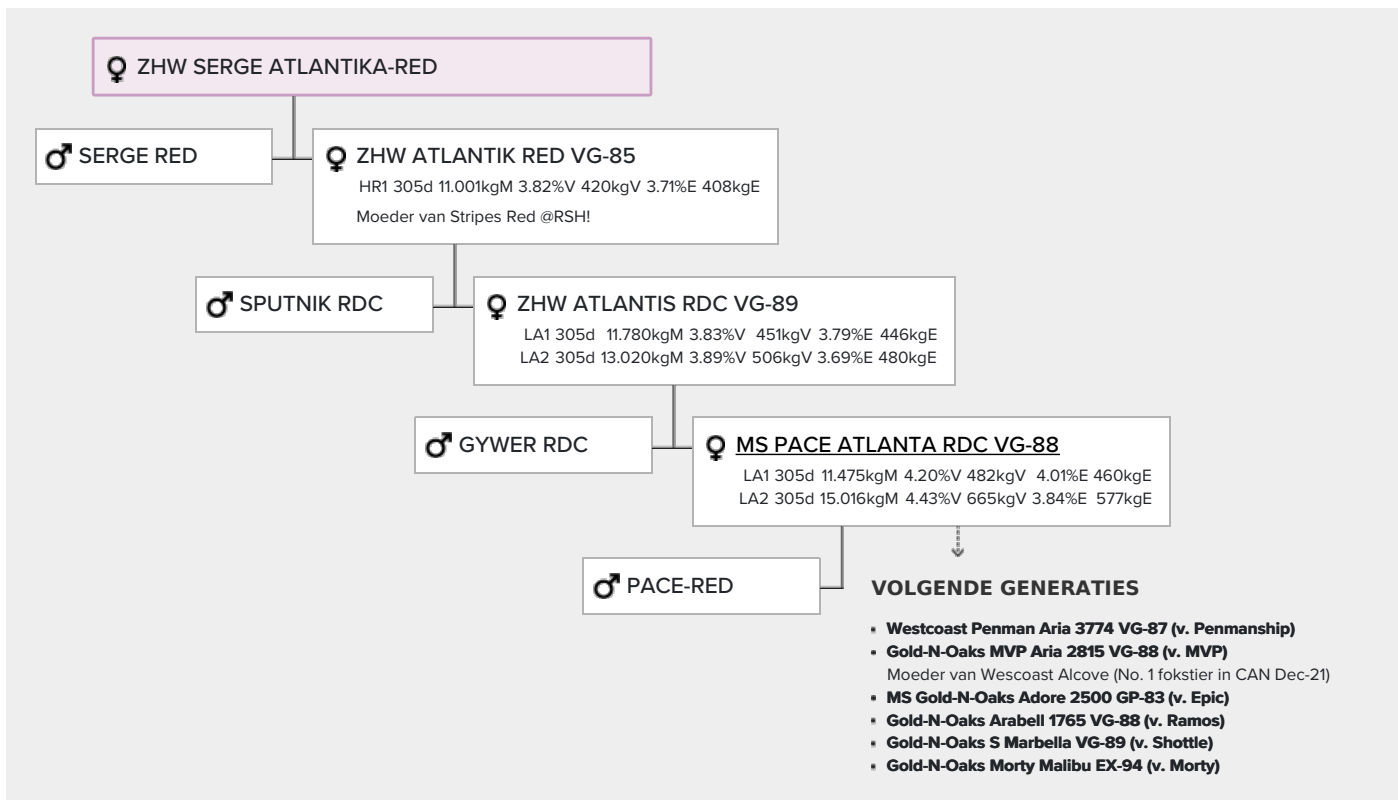 ZHW SERGE ATLANTIKA-RED
SERGE RED
ZHW ATLANTIK RED VG-85
HR1 305d 11.001kgM 3.82%V 420kgV 3.71%E 408kgE
Moeder van Stripes Red @RSH!
SPUTNIK RDC
ZHW ATLANTIS RDC VG-89
LA1 305d 11.780kgM 3.83%V 451kgV 3.79%E 446kgE
LA2 305d 13.020kgM 3.89%V 506kgV 3.69%E 480kgE
GYWER RDC
MS PACE ATLANTA RDC VG-88
LA1 305d 11.475kgM 4.20%V 482kgV 4.01%E 460kgE
LA2 305d 15.016kgM 4.43%V 665kgV 3.84%E 577kgE
PACE-RED
VOLGENDE GENERATIES
Westcoast Penman Aria 3774 VG-87 (v. Penmanship)
Gold-N-Oaks MVP Aria 2815 VG-88 (v. MVP)
Moeder van Wescoast Alcove (No. 1 fokstier in CAN Dec-21)
MS Gold-N-Oaks Adore 2500 GP-83 (v. Epic)
Gold-N-Oaks Arabell 1765 VG-88 (v. Ramos)
Gold-N-Oaks S Marbella VG-89 (v. Shottle)
Gold-N-Oaks Morty Malibu EX-94 (v. Morty)